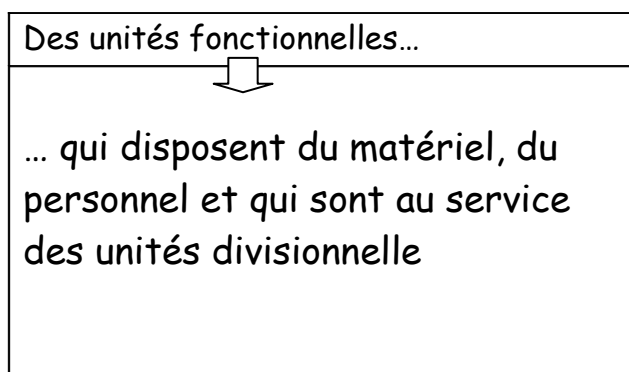 Des unités fonctionnelles…
… qui disposent du matériel, du
personnel et qui sont au service
des unités divisionnelle